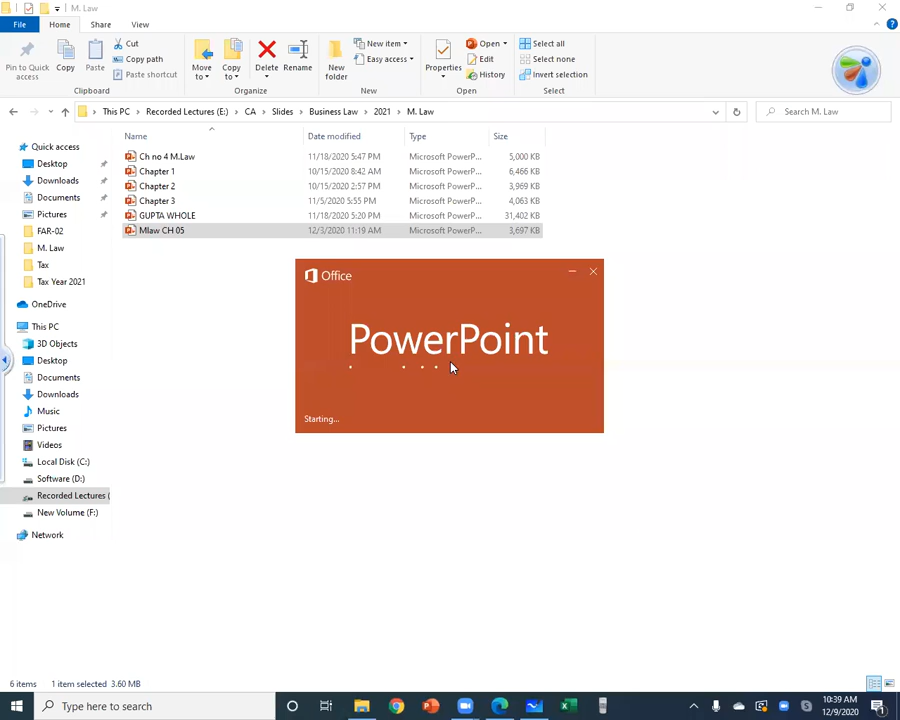 M. Law
File Home Share View
Pin to Quick access
Copy
Paste
Cut
Copy path
Paste shortcut
Clipboard
Move to
Copy to
Delete
Rename
Organize
New folder
New item
Easy access
New
Properties
Open
Edit
History
Open
Select all
Select none
Invert selection
Select
This PC Recorded Lectures (E:) CA Slides Business Law 2021 M. Law
Search M. Law
Name Date modified Type Size
Ch no 4 M.Law 11/18/2020 5:47 PM Microsoft PowerP... 5,000 KB
Chapter 1 10/15/2020 8:42 AM Microsoft PowerP... 6,466 KB
Chapter 2 10/15/2020 2:57 PM Microsoft PowerP... 3,969 KB
Chapter 3 11/5/2020 5:55 PM Microsoft PowerP... 4,063 KB
GUPTA WHOLE 11/18/2020 5:20 PM Microsoft PowerP... 31,402 KB
Mlaw CH 05 12/3/2020 11:19 AM Microsoft PowerP... 3,697 KB
Quick access
Desktop
Downloads
Documents
Pictures
FAR-02
M. Law
Tax
Tax Year 2021
OneDrive
This PC
3D Objects
Desktop
Documents
Downloads
Music
Pictures
Videos
Local Disk (C:)
Software (D:)
Recorded Lectures (
New Volume (F:)
Network
Office
PowerPoint
Starting...
6 items 1 item selected 3.60 MB
Type here to search
10:39 AM
12/9/2020
1